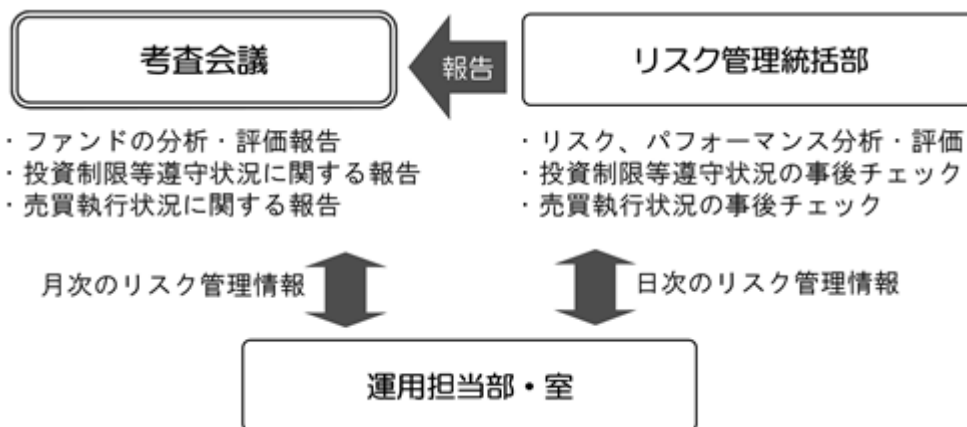 考査会議
報告
リスク管理統括部
・ファンドの分析・評価報告
・投資制限等遵守状況に関する報告
・売買執行状況に関する報告
・リスク、パフォーマンス分析・評価
・投資制限等遵守状況の事後チェック
・売買執行状況の事後チェック
月次のリスク管理情報
日次のリスク管理情報
運用担当部・室